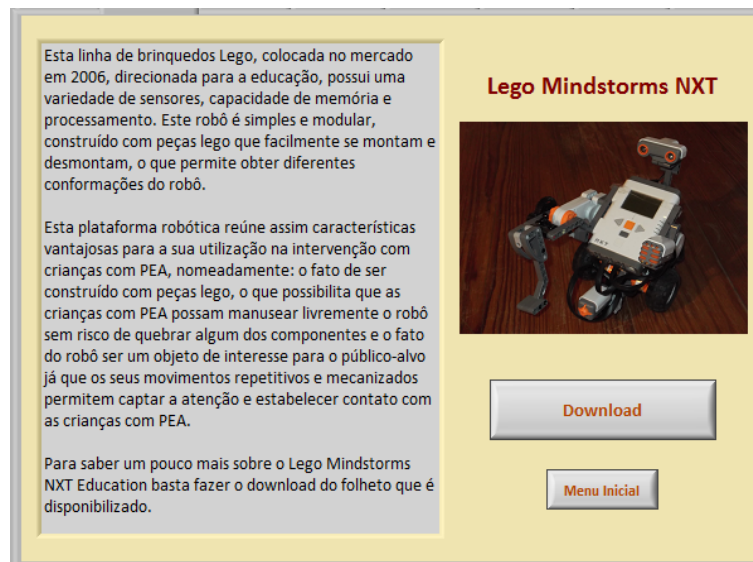 Esta linha de brinquedos Lego, colocada no mercado
em 2006, direcionada para a educação, possui uma
variedade de sensores, capacidade de memória e
processamento. Este robô é simples e modular,
construído com peças lego que facilmente se montam e
desmontam, o que permite obter diferentes
conformações do robô.
Esta plataforma robótica reúne assim características
vantajosas para a sua utilização na intervenção com
crianças com PEA, nomeadamente: o fato de ser
construído com peças lego, o que possibilita que as
crianças com PEA possam manusear livremente o robô
sem risco de quebrar algum dos componentes e o fato
do robô ser um objeto de interesse para o público-alvo
já que os seus movimentos repetitivos e mecanizados
permitem captar a atenção e estabelecer contato com
as crianças com PEA.
Para saber um pouco mais sobre o Lego Mindstorms
NXT Education basta fazer o download do folheto que é
disponibilizado.
Lego Mindstorms NXT
NXT
Download
Menu Inicial